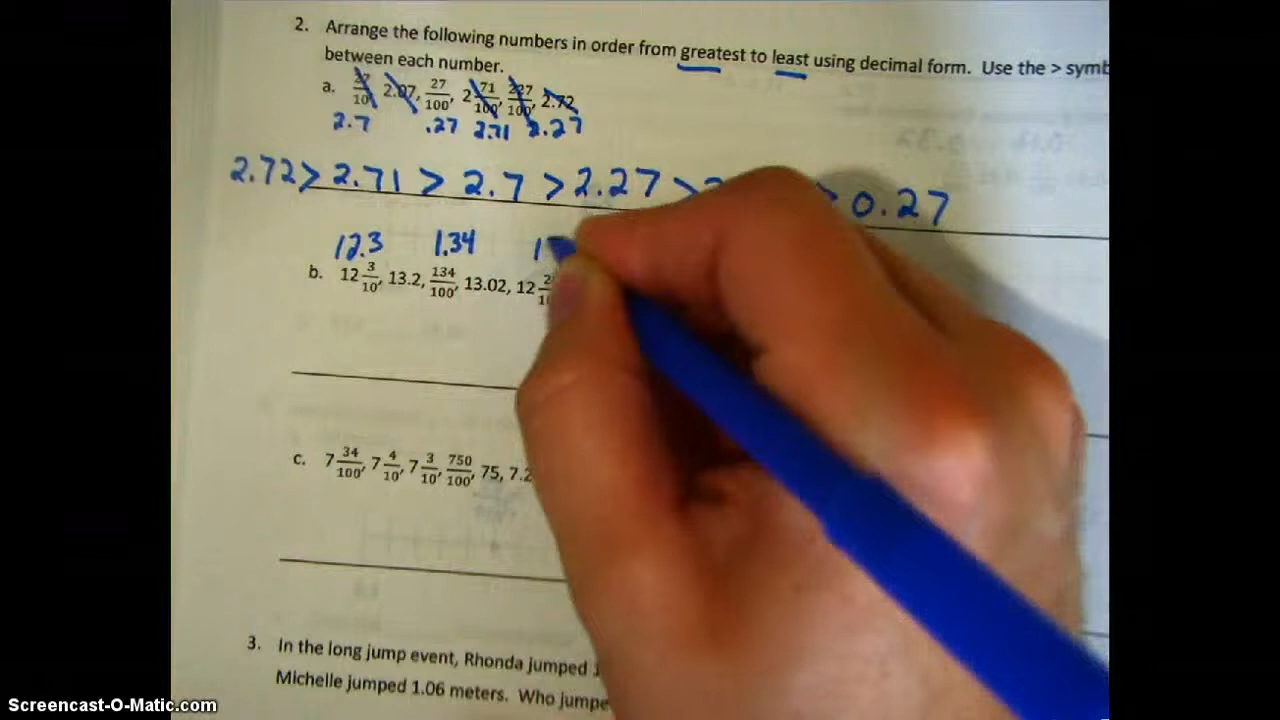 2. Arrange the following numbers in order from greatest to least using decimal form. Use the > symb
between each number.
a. 27/10, 2.07, 27/100, 2 71/100, 227/100, 2.72
2.7 .27 2.71 2.27
2.72 > 2.71 > 2.7 > 2.27 > > 0.27
12.3 1.34
b. 12 3/10, 13.2, 134/100, 13.02, 12
c. 7 34/100, 7 4/10, 7 3/10, 750/100, 75, 7.2
3. In the long jump event, Rhonda jumped
Michelle jumped 1.06 meters. Who jumpe
Screencast-O-Matic.com